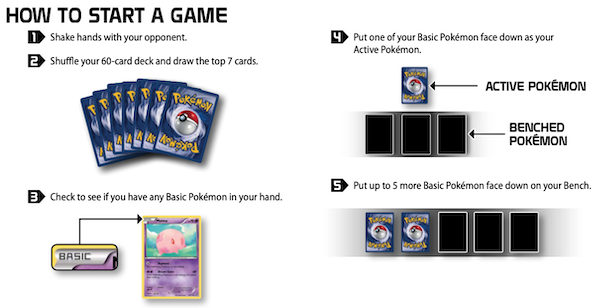 HOW TO START A GAME
1 Shake hands with your opponent.
2 Shuffle your 60-card deck and draw the top 7 cards.
POKéMON
3 Check to see if you have any Basic Pokémon in your hand.
BASIC
4 Put one of your Basic Pokémon face down as your
Active Pokémon.
ACTIVE POKÉMON
BENCHED
POKÉMON
5 Put up to 5 more Basic Pokémon face down on your Bench.